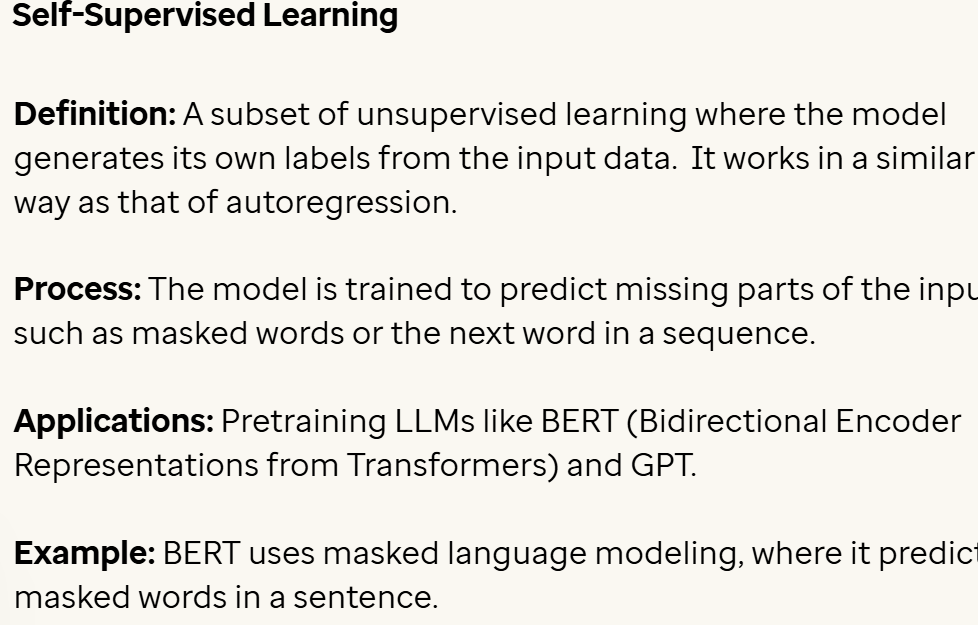 Self-Supervised Learning
Definition: A subset of unsupervised learning where the model
generates its own labels from the input data.  It works in a similar
way as that of autoregression.
Process: The model is trained to predict missing parts of the inpu
such as masked words or the next word in a sequence.
Applications: Pretraining LLMs like BERT (Bidirectional Encoder
Representations from Transformers) and GPT.
Example: BERT uses masked language modeling, where it predict
masked words in a sentence.